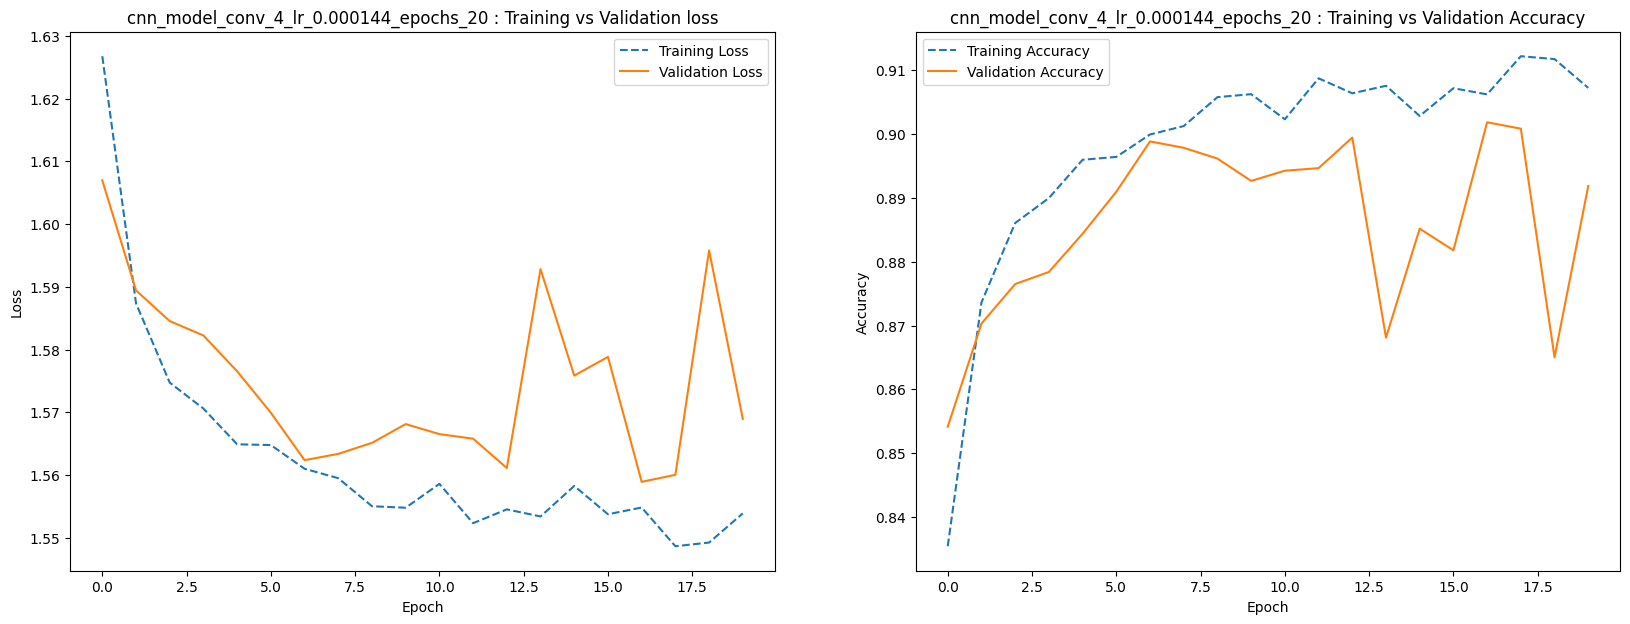 cnn_model_conv_4_lr_0.000144_epochs_20 : Training vs Validation loss
Training Loss
Validation Loss
1.63
1.62
1.61
1.60
1.59
1.58
1.57
1.56
1.55
Loss
0.0 2.5 5.0 7.5 10.0 12.5 15.0 17.5
Epoch
cnn_model_conv_4_lr_0.000144_epochs_20 : Training vs Validation Accuracy
Training Accuracy
Validation Accuracy
0.91
0.90
0.89
0.88
0.87
0.86
0.85
0.84
Accuracy
0.0 2.5 5.0 7.5 10.0 12.5 15.0 17.5
Epoch